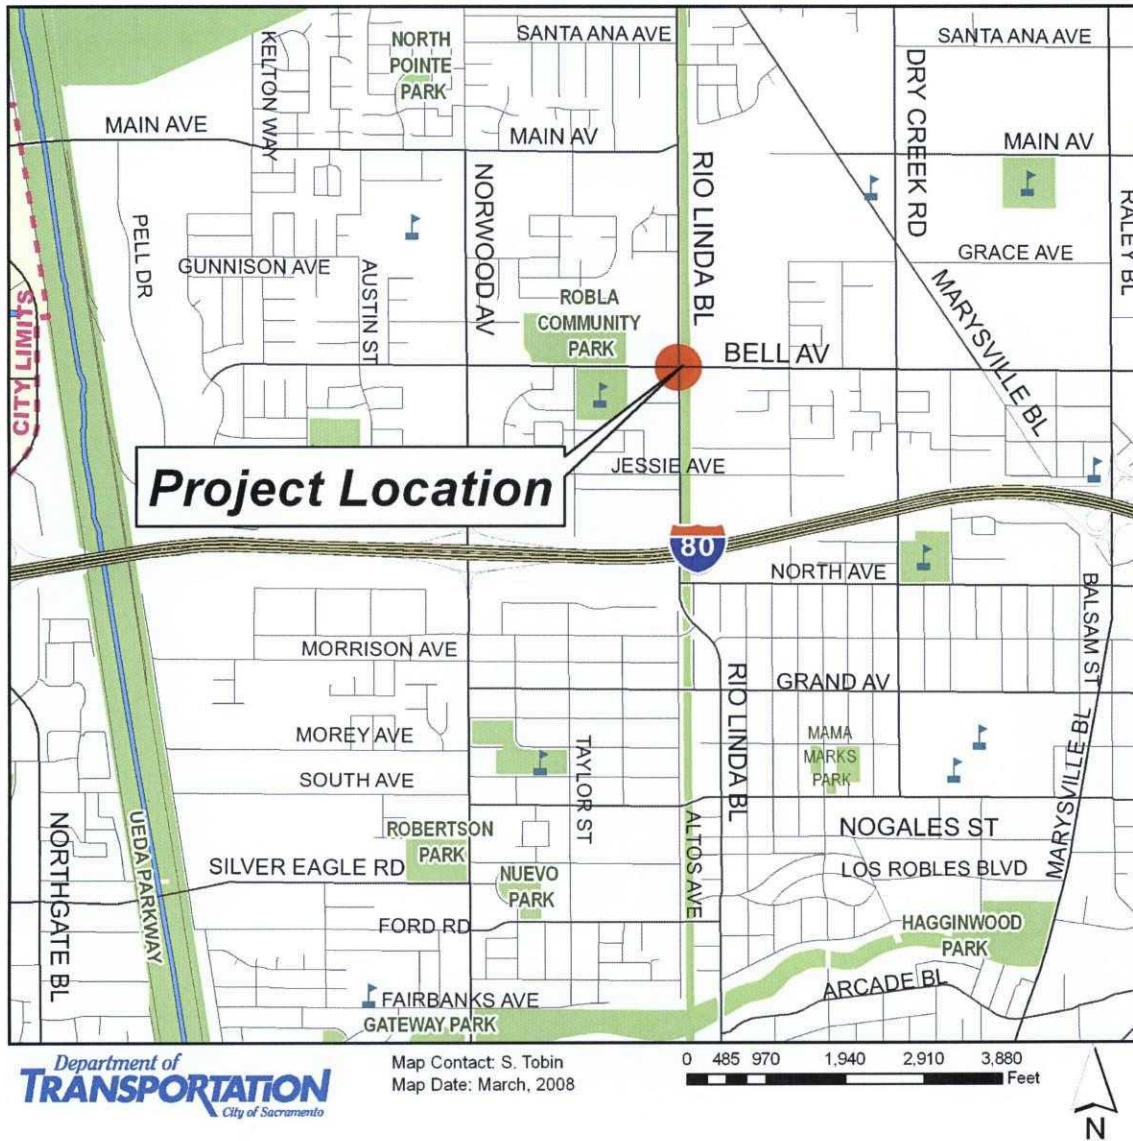 SANTA ANA AVE
SANTA ANA AVE
KELTON WAY
NORTH
POINTE
PARK
DRY CREEK RD
MAIN AVE
MAIN AV
MAIN AV
RIO LINDA BL
NORWOOD AV
RALEY BL
PELL DR
GUNNISON AVE
AUSTIN ST
GRACE AVE
MARYSVILLE BL
CITY LIMITS
ROBLA
COMMUNITY
PARK
BELL AV
Project Location
JESSIE AVE
80
NORTH AVE
BALSAM ST
MORRISON AVE
RIO LINDA BL
GRAND AV
MOREY AVE
MAMA
MARKS
PARK
TAYLOR ST
SOUTH AVE
MARYSVILLE BL
NORTHGATE BL
UEDA PARKWAY
ROBERTSON
PARK
ALTOS AVE
NOGALES ST
SILVER EAGLE RD
NUEVO
PARK
LOS ROBLES BLVD
FORD RD
HAGGINWOOD
PARK
ARCADE BL
FAIRBANKS AVE
GATEWAY PARK
Department of
TRANSPORTATION
City of Sacramento
Map Contact: S. Tobin
Map Date: March, 2008
0 485 970 1,940 2,910 3,880
Feet
N